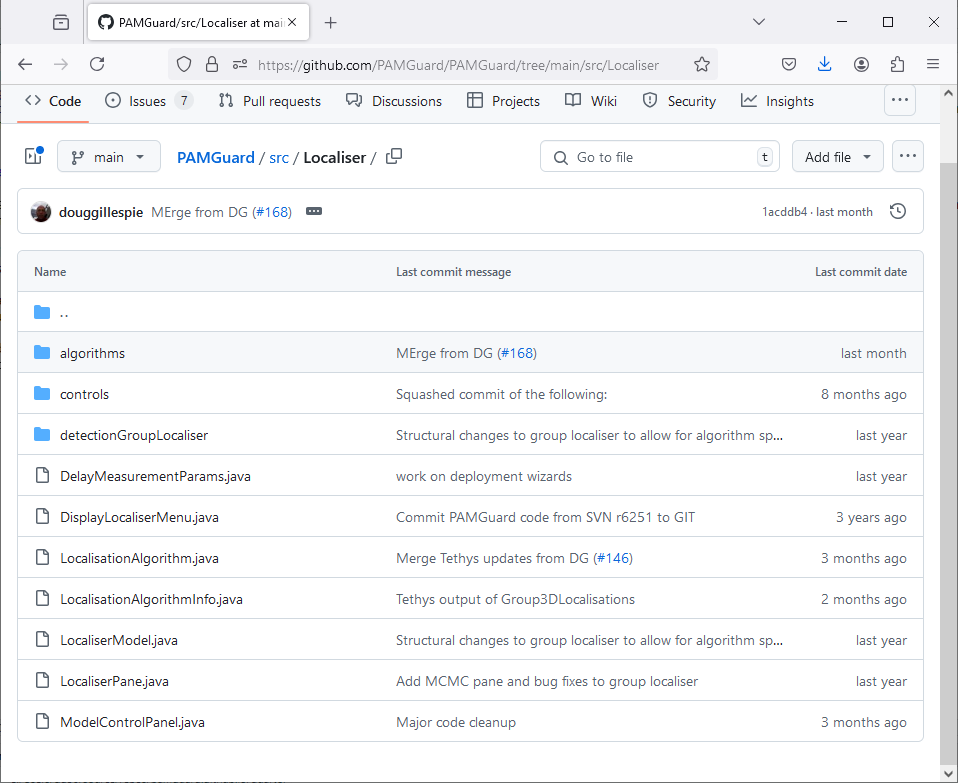 PAMGuard/src/Localiser at mai
https://github.com/PAMGuard/PAMGuard/tree/main/src/Localiser
Code Issues 7 Pull requests Discussions Projects Wiki Security Insights
main PAMGuard / src / Localiser / Go to file t Add file
douggillespie MErge from DG (#168) 1acddb4 · last month
Name Last commit message Last commit date
..
algorithms MErge from DG (#168) last month
controls Squashed commit of the following: 8 months ago
detectionGroupLocaliser Structural changes to group localiser to allow for algorithm sp... last year
DelayMeasurementParams.java work on deployment wizards last year
DisplayLocaliserMenu.java Commit PAMGuard code from SVN r6251 to GIT 3 years ago
LocalisationAlgorithm.java Merge Tethys updates from DG (#146) 3 months ago
LocalisationAlgorithmInfo.java Tethys output of Group3DLocalisations 2 months ago
LocaliserModel.java Structural changes to group localiser to allow for algorithm sp... last year
LocaliserPane.java Add MCMC pane and bug fixes to group localiser last year
ModelControlPanel.java Major code cleanup 3 months ago